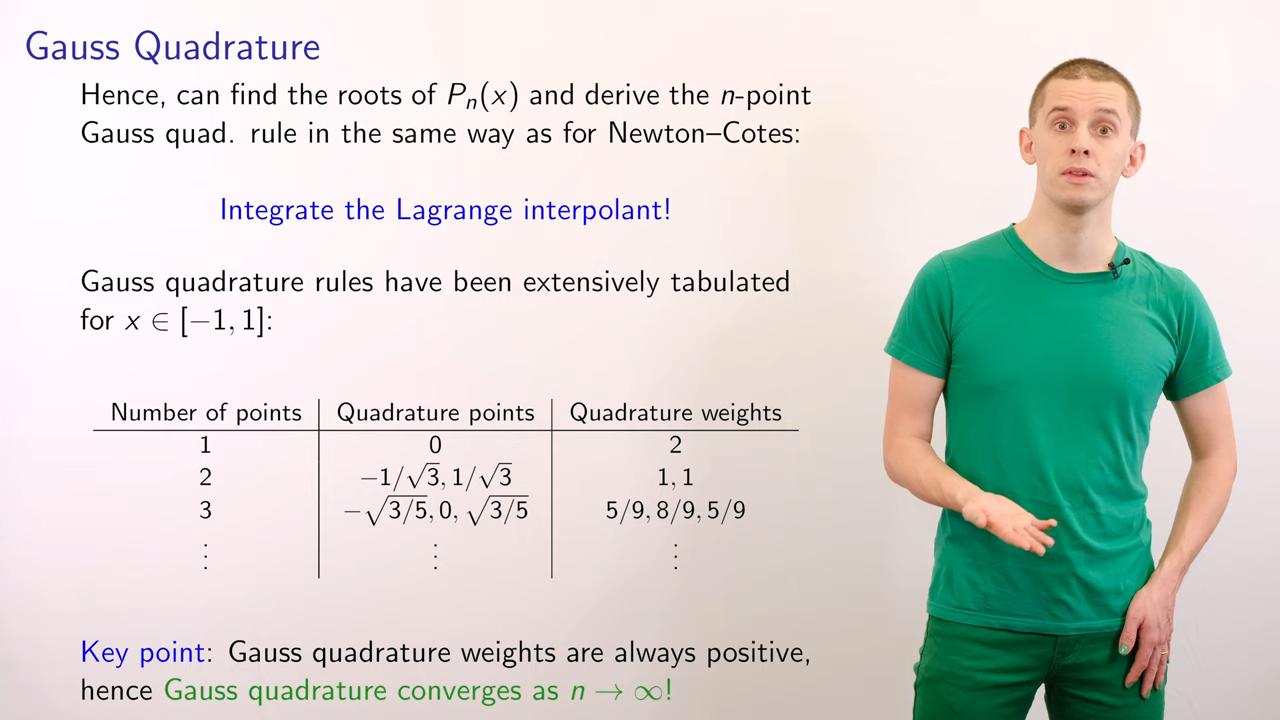 Gauss Quadrature
Hence, can find the roots of Pₙ(x) and derive the n-point
Gauss quad. rule in the same way as for Newton–Cotes:
Integrate the Lagrange interpolant!
Gauss quadrature rules have been extensively tabulated
for x ∈ [−1, 1]:
Number of points | Quadrature points | Quadrature weights
1 | 0 | 2
2 | −1/√3, 1/√3 | 1, 1
3 | −√3/5, 0, √3/5 | 5/9, 8/9, 5/9
⋮ | ⋮ | ⋮
Key point: Gauss quadrature weights are always positive,
hence Gauss quadrature converges as n → ∞!